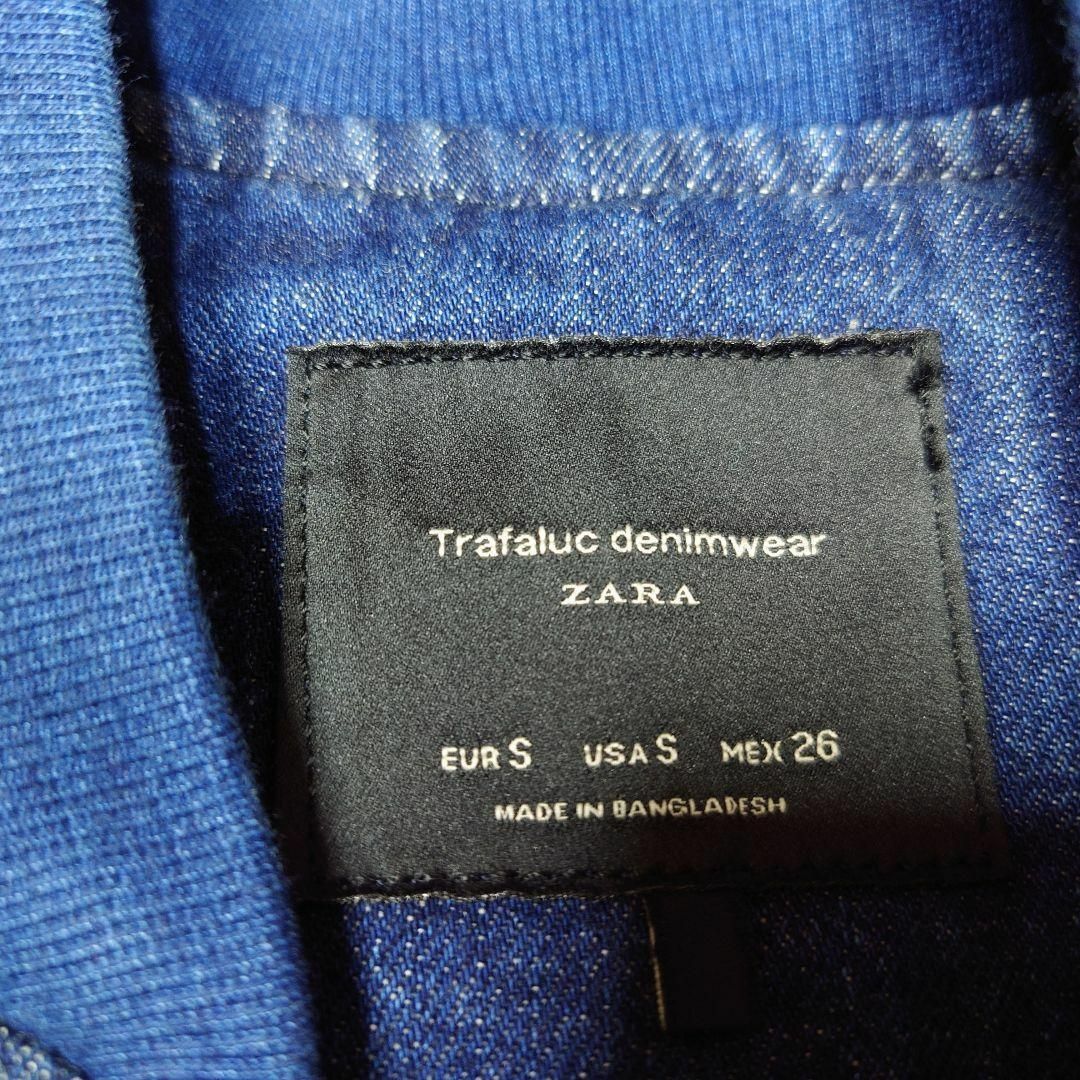 Trafaluc denimwear
ZARA
EUR S USA S MEX 26
MADE IN BANGLADESH